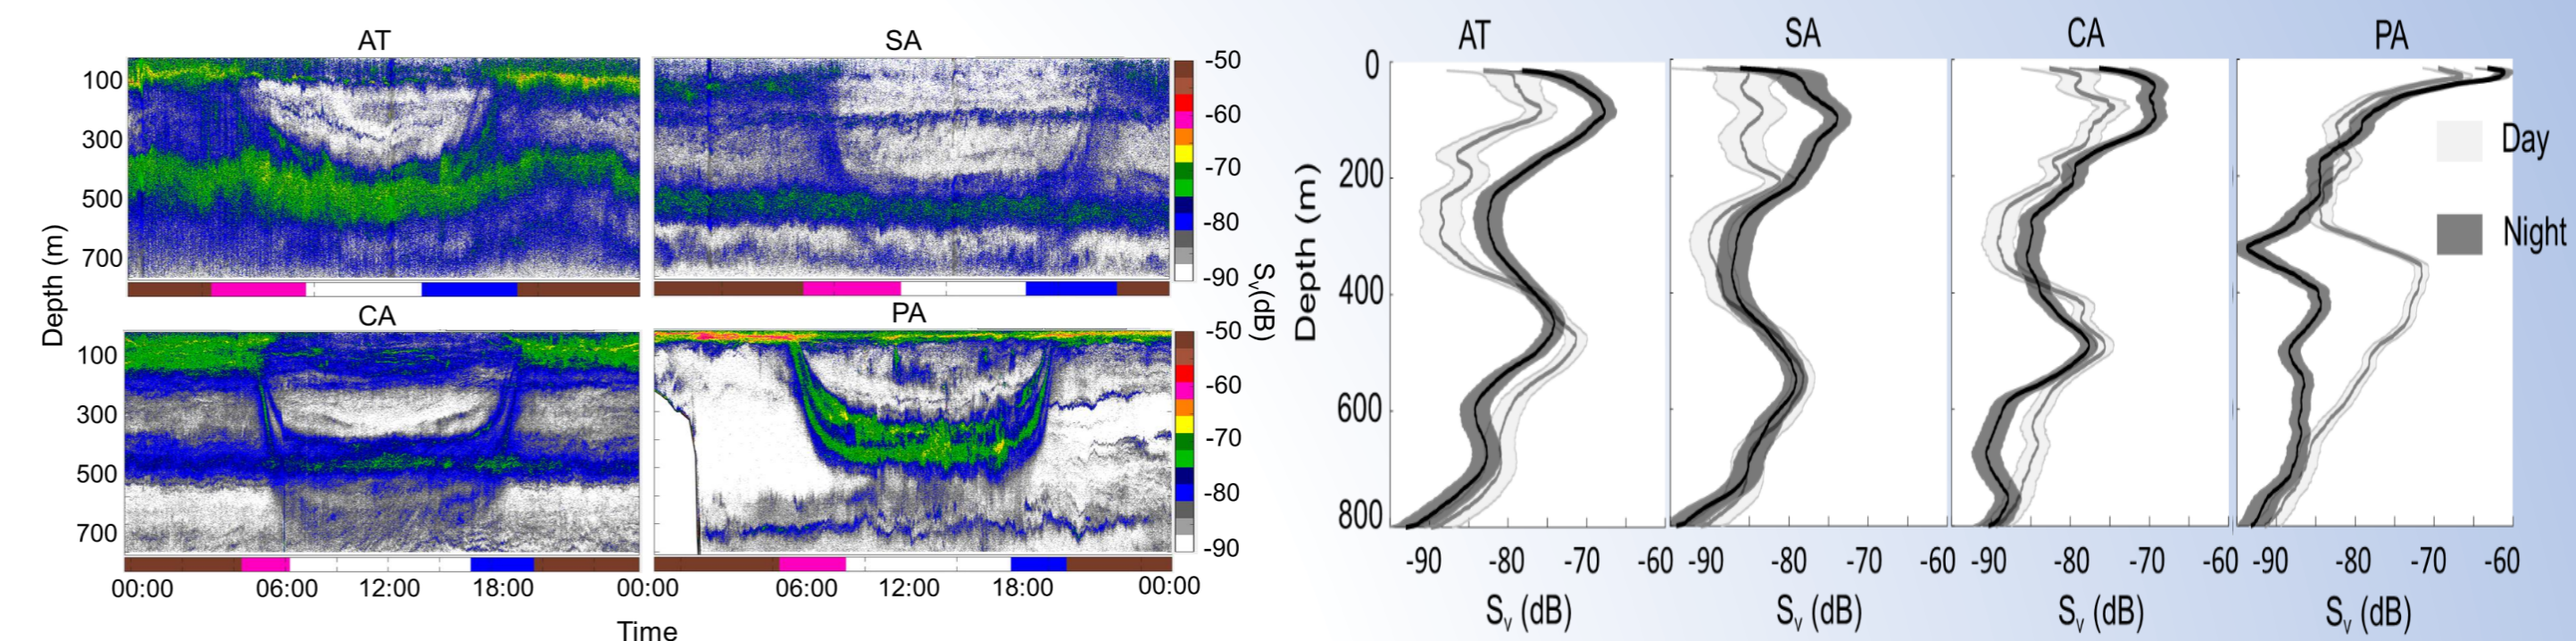 AT
SA
100
300
500
700
-50
-60
-70
-80
-90
Depth (m)
Sv(dB)
CA
PA
100
300
500
700
-50
-60
-70
-80
-90
00:00
06:00
12:00
18:00
00:00
06:00
12:00
18:00
00:00
Time
AT
SA
CA
PA
0
200
400
600
800
Depth (m)
Day
Night
-90 -80 -70 -60
-90 -80 -70 -60
-90 -80 -70 -60
-90 -80 -70 -60
Sv (dB)
Sv (dB)
Sv (dB)
Sv (dB)